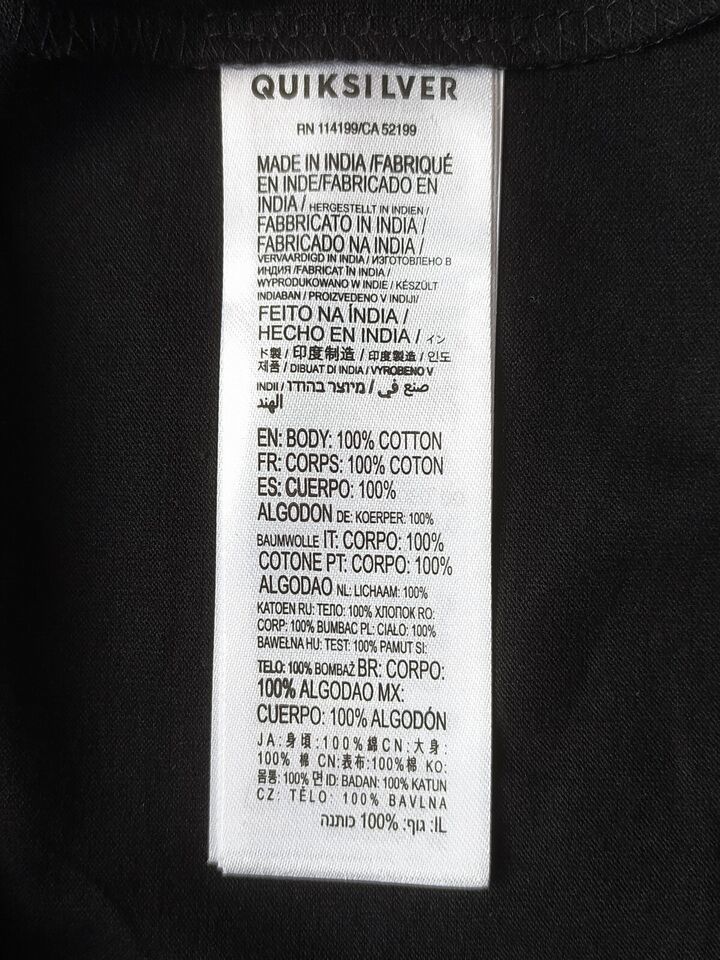 QUIKSILVER
RN 114199/CA 52199
MADE IN INDIA /FABRIQUÉ
EN INDE/FABRICADO EN
INDIA / HERGESTELLT IN INDIEN /
FABBRICATO IN INDIA /
FABRICADO NA INDIA /
VERVAARDIGD IN INDIA / ИЗГОТОВЛЕНО В
ИНДИЯ /FABRICAT ÎN INDIA /
WYPRODUKOWANO W INDIE / KÉSZÜLT
INDIABAN / PROIZVEDENO V INDIJI/
FEITO NA ÍNDIA /
HECHO EN INDIA / イン
ド製 / 印度制造 / 印度製造 / 인도
제품 / DIBUAT DI INDIA / VYROBENO V
INDII / מיוצר בהודו / صنع في
الهند
EN: BODY: 100% COTTON
FR: CORPS: 100% COTON
ES: CUERPO: 100%
ALGODON DE: KOERPER: 100%
BAUMWOLLE IT: CORPO: 100%
COTONE PT: CORPO: 100%
ALGODAO NL: LICHAAM: 100%
KATOEN RU: ТЕЛО: 100% ХЛОПОК RO:
CORP: 100% BUMBAC PL: CIAŁO: 100%
BAWEŁNA HU: TEST: 100% PAMUT SI:
TELO: 100% BOMBAŽ BR: CORPO:
100% ALGODAO MX:
CUERPO: 100% ALGODÓN
JA: 身頃: 100% 綿 CN: 大身:
100% 棉 CN: 表布: 100% 棉 KO:
몸통: 100% 면 ID: BADAN: 100% KATUN
CZ: TĚLO: 100% BAVLNA
IL: גוף: 100% כותנה